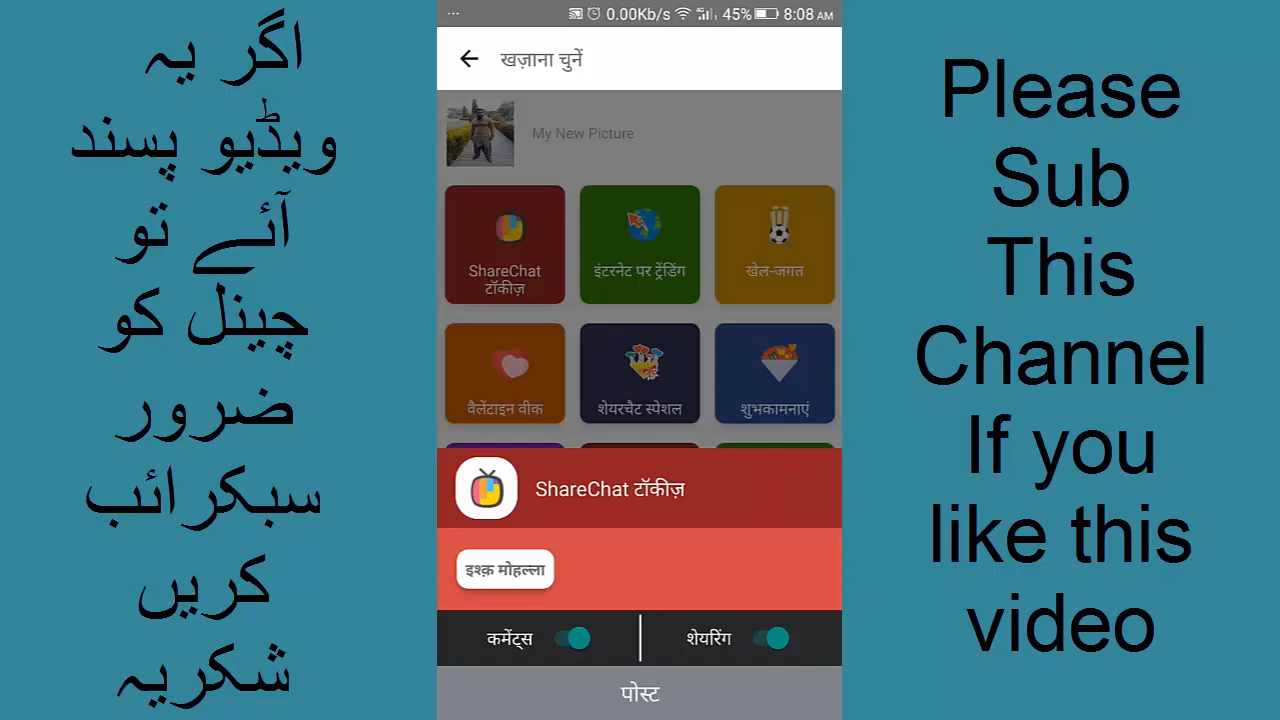 اگر یہ
ویڈیو پسند
آئے تو
چینل کو
ضرور
سبکرائب
کریں
شکریہ
... 0.00Kb/s 4G 45% 8:08 AM
खज़ाना चुनें
My New Picture
ShareChat
टॉकीज़
इंटरनेट पर ट्रेंडिंग
खेल-जगत
वैलेंटाइन वीक
शेयरचैट स्पेशल
शुभकामनाएं
ShareChat टॉकीज़
इश्क़ मोहल्ला
कमेंट्स
शेयरिंग
पोस्ट
Please
Sub
This
Channel
If you
like this
video